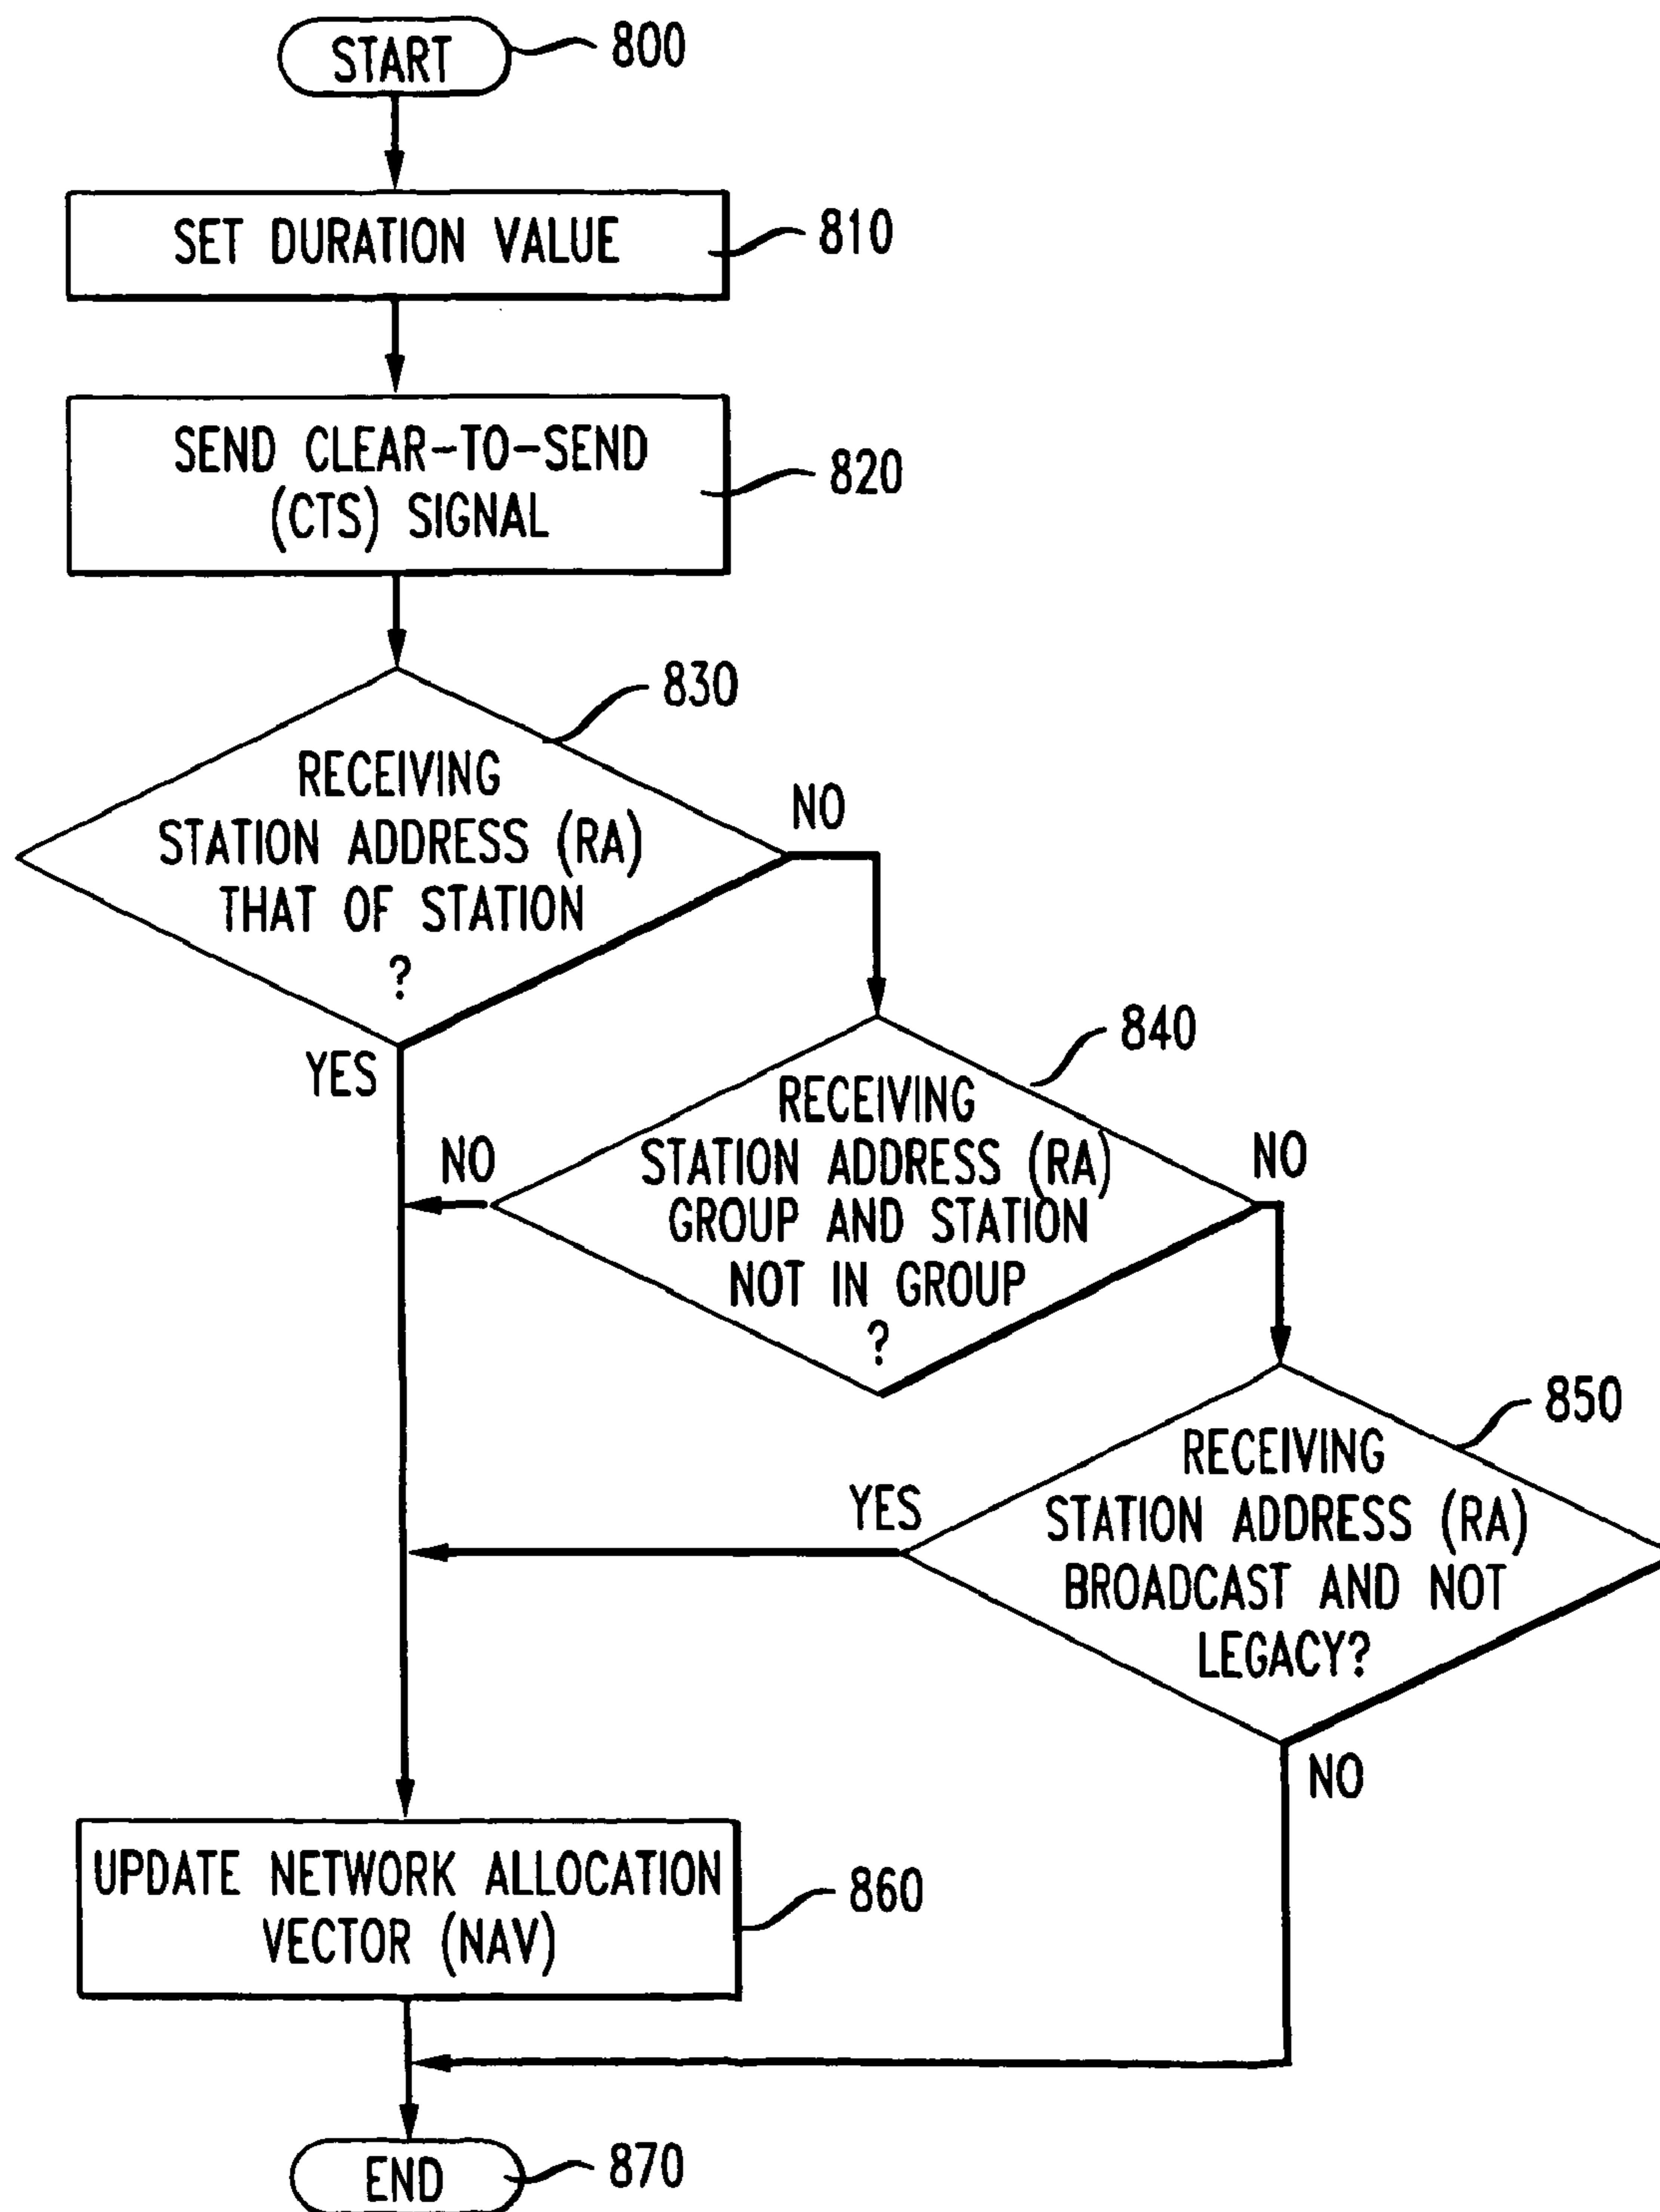 START
800
SET DURATION VALUE
810
SEND CLEAR-TO-SEND
(CTS) SIGNAL
820
830
RECEIVING
STATION ADDRESS (RA)
THAT OF STATION
?
NO
YES
840
RECEIVING
STATION ADDRESS (RA)
GROUP AND STATION
NOT IN GROUP
?
NO
NO
850
RECEIVING
STATION ADDRESS (RA)
BROADCAST AND NOT
LEGACY?
YES
NO
UPDATE NETWORK ALLOCATION
VECTOR (NAV)
860
END
870